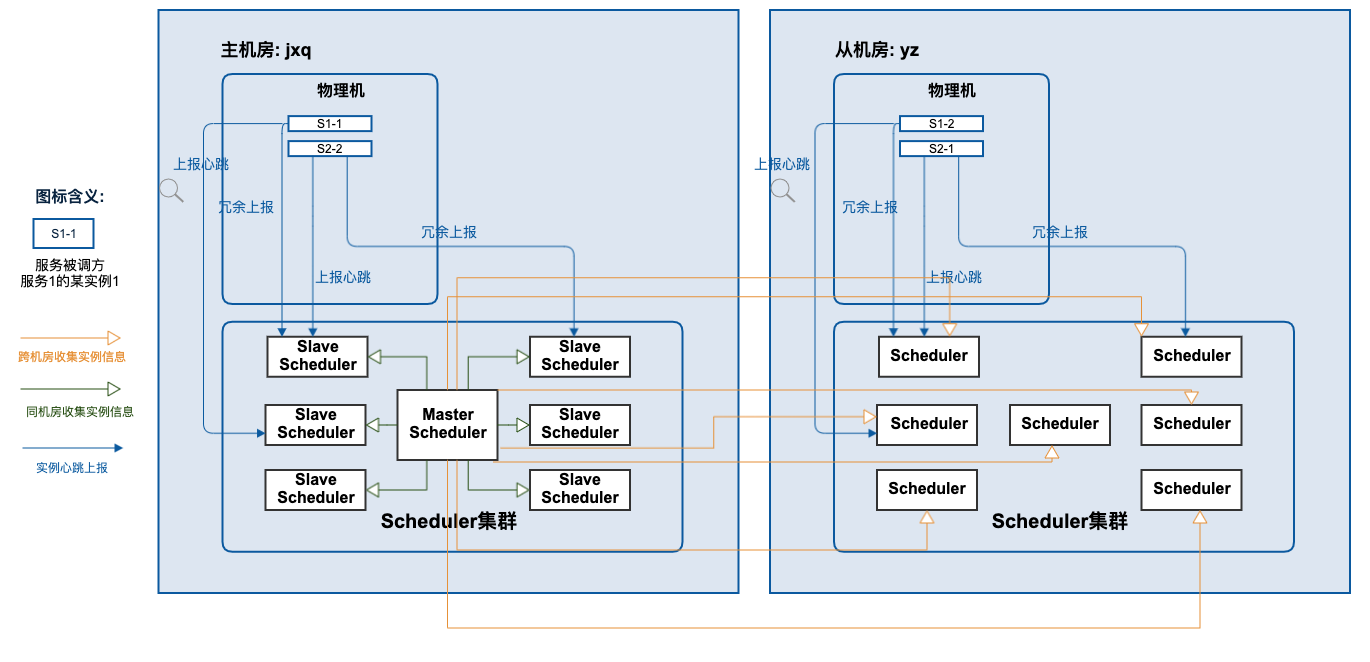 图标含义:
S1-1
服务被调方
服务1的某实例1
跨机房收集实例信息
同机房收集实例信息
实例心跳上报
主机房: jxq
物理机
S1-1
S2-2
上报心跳
冗余上报
冗余上报
上报心跳
Slave
Scheduler
Slave
Scheduler
Slave
Scheduler
Master
Scheduler
Slave
Scheduler
Slave
Scheduler
Slave
Scheduler
Scheduler集群
从机房: yz
物理机
S1-2
S2-1
上报心跳
冗余上报
冗余上报
上报心跳
Scheduler
Scheduler
Scheduler
Scheduler
Scheduler
Scheduler
Scheduler
Scheduler集群